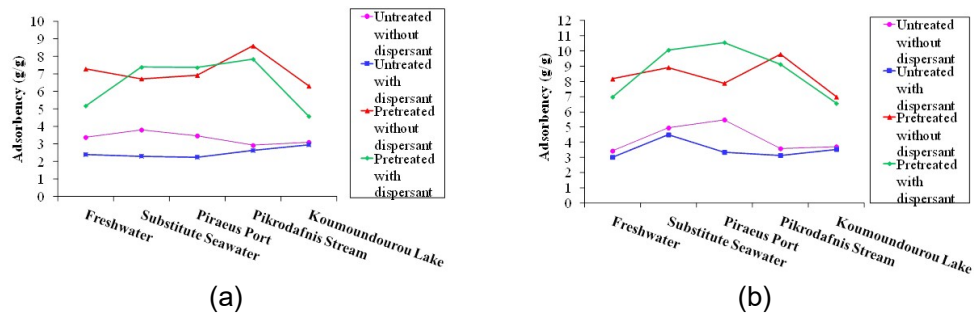 Adsorbency (g/g)
10
9
8
7
6
5
4
3
2
1
0
Freshwater
Substitute Seawater
Piraeus Port
Pikrodafnis Stream
Koumoundourou Lake
Untreated
without
dispersant
Untreated
with
dispersant
Pretreated
without
dispersant
Pretreated
with
dispersant
(a)
Adsorbency (g/g)
12
11
10
9
8
7
6
5
4
3
2
1
0
Freshwater
Substitute Seawater
Piraeus Port
Pikrodafnis Stream
Koumoundourou Lake
Untreated
without
dispersant
Untreated
with
dispersant
Pretreated
without
dispersant
Pretreated
with dispersant
(b)